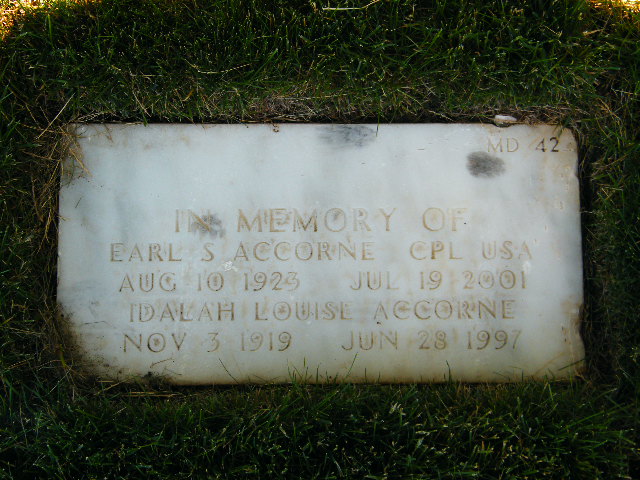 MD 42
IN MEMORY OF
EARL S ACCORNE CPL USA
AUG 10 1923 JUL 19 2001
IDALAH LOUISE ACCORNE
NOV 3 1919 JUN 28 1997